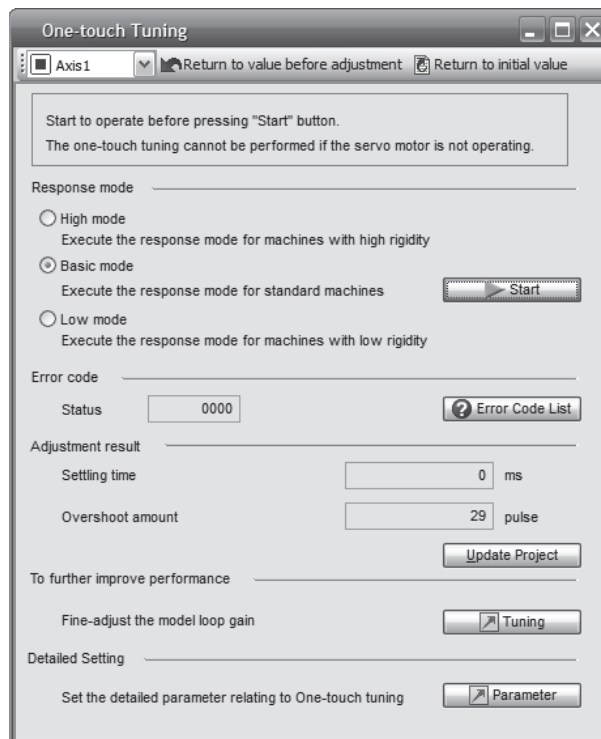 One-touch Tuning
Axis1 Return to value before adjustment Return to initial value
Start to operate before pressing "Start" button.
The one-touch tuning cannot be performed if the servo motor is not operating.
Response mode
High mode
Execute the response mode for machines with high rigidity
Basic mode
Execute the response mode for standard machines Start
Low mode
Execute the response mode for machines with low rigidity
Error code
Status 0000 Error Code List
Adjustment result
Settling time 0 ms
Overshoot amount 29 pulse
Update Project
To further improve performance
Fine-adjust the model loop gain Tuning
Detailed Setting
Set the detailed parameter relating to One-touch tuning Parameter